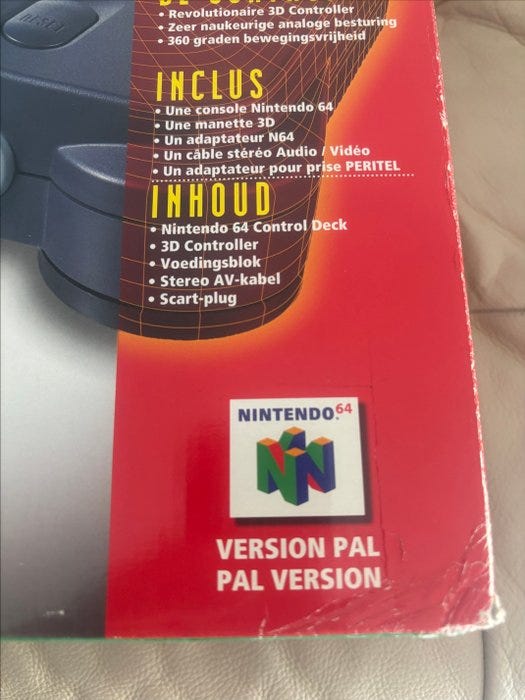 • Revolutionaire 3D Controller
• Zeer naukeurige analoge besturing
• 360 graden bewegingsvrijheid
INCLUS
• Une console Nintendo 64
• Une manette 3D
• Un adaptateur N64
• Un câble stéréo Audio / Vidéo
• Un adaptateur pour prise PERITEL
INHOUD
• Nintendo 64 Control Deck
• 3D Controller
• Voedingsblok
• Stereo AV-kabel
• Scart-plug
NINTENDO.64
VERSION PAL
PAL VERSION